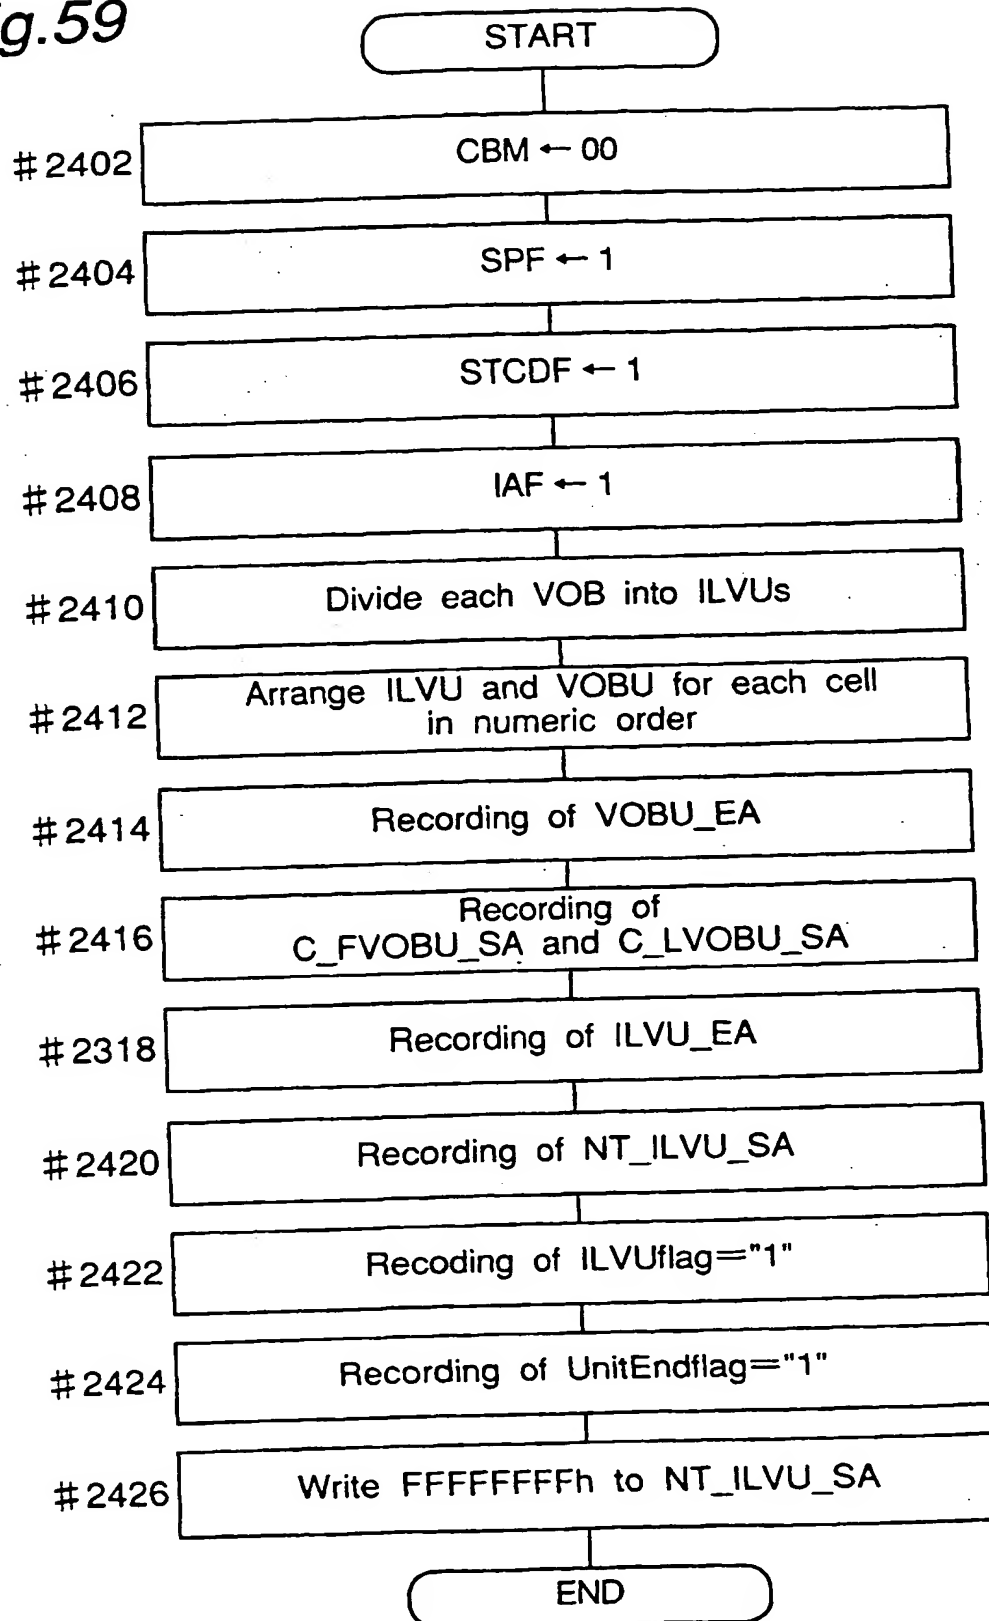 g.59
START
#2402
CBM ← 00
#2404
SPF ← 1
#2406
STCDF ← 1
#2408
IAF ← 1
#2410
Divide each VOB into ILVUs
#2412
Arrange ILVU and VOBU for each cell
in numeric order
#2414
Recording of VOBU_EA
#2416
Recording of
C_FVOBU_SA and C_LVOBU_SA
#2318
Recording of ILVU_EA
#2420
Recording of NT_ILVU_SA
#2422
Recoding of ILVUflag="1"
#2424
Recording of UnitEndflag="1"
#2426
Write FFFFFFFFh to NT_ILVU_SA
END